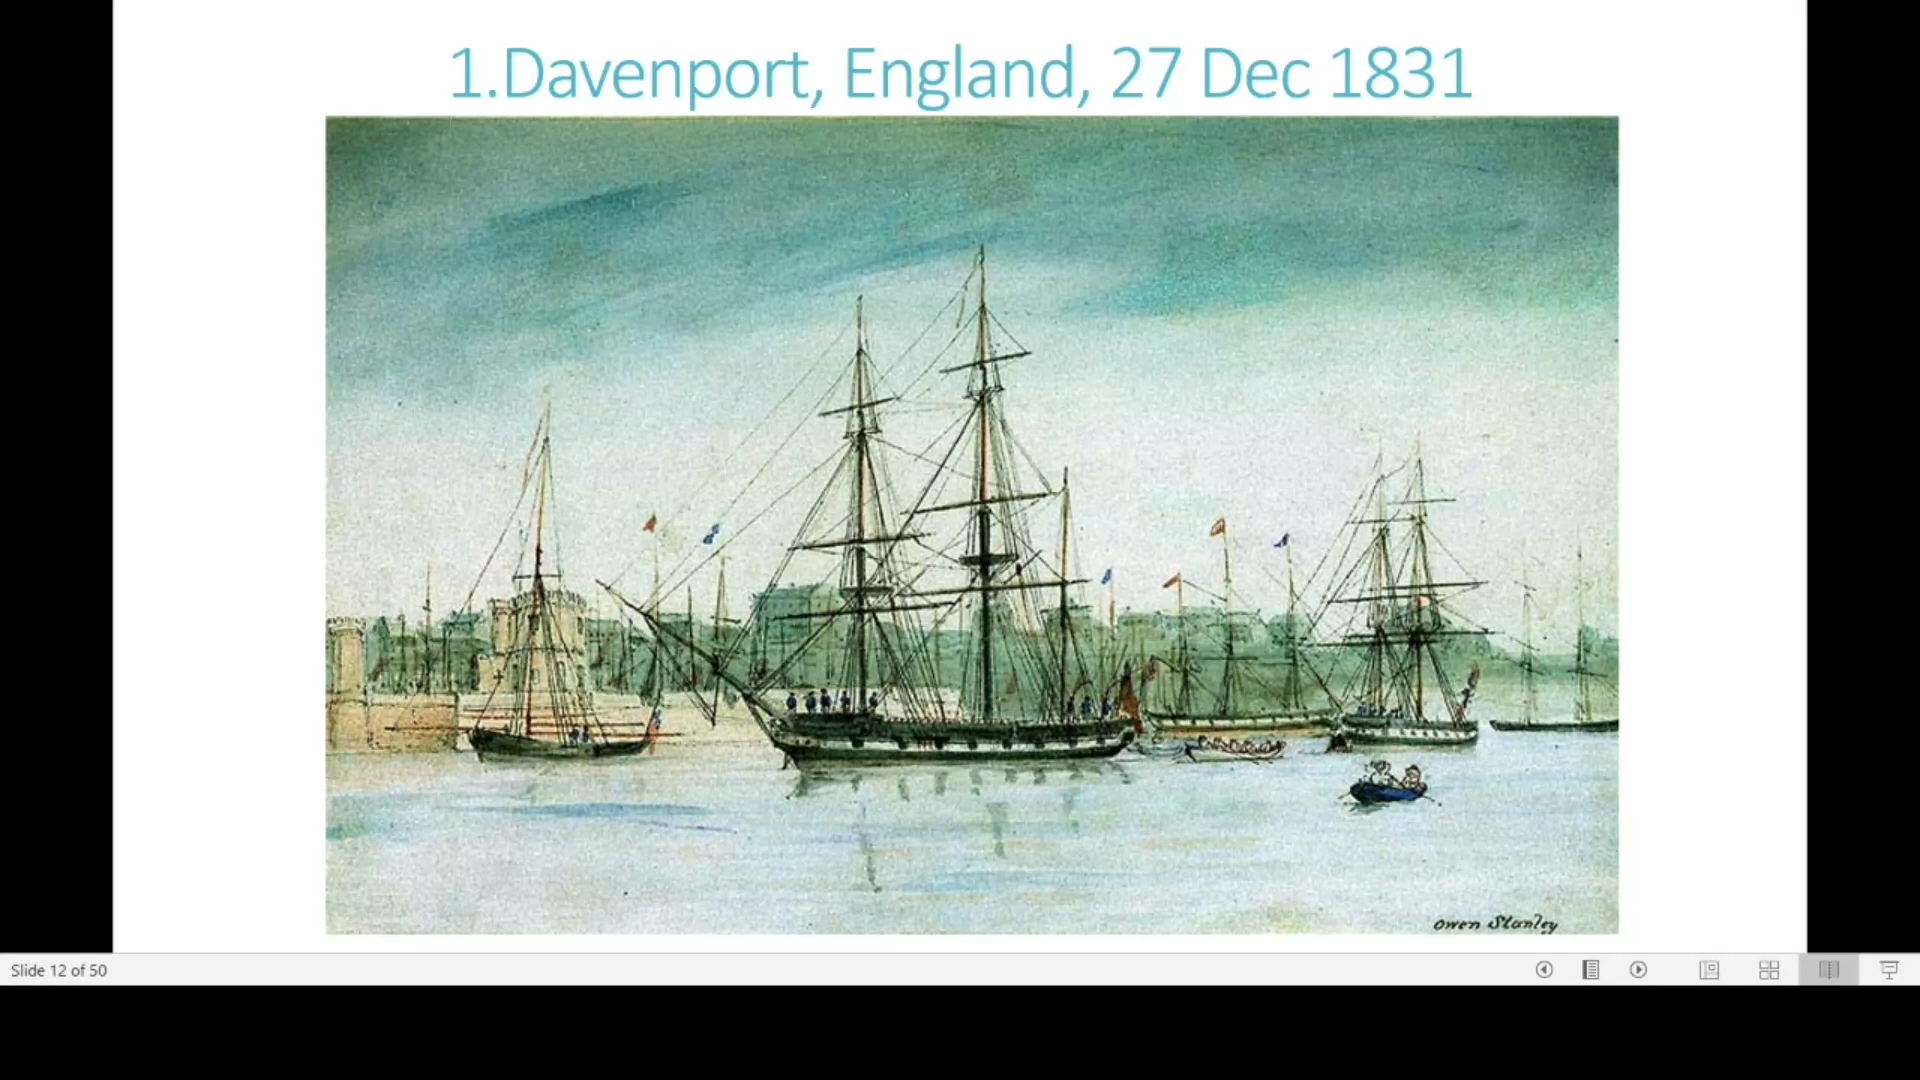 1.Davenport, England, 27 Dec 1831
Owen Stanley
Slide 12 of 50